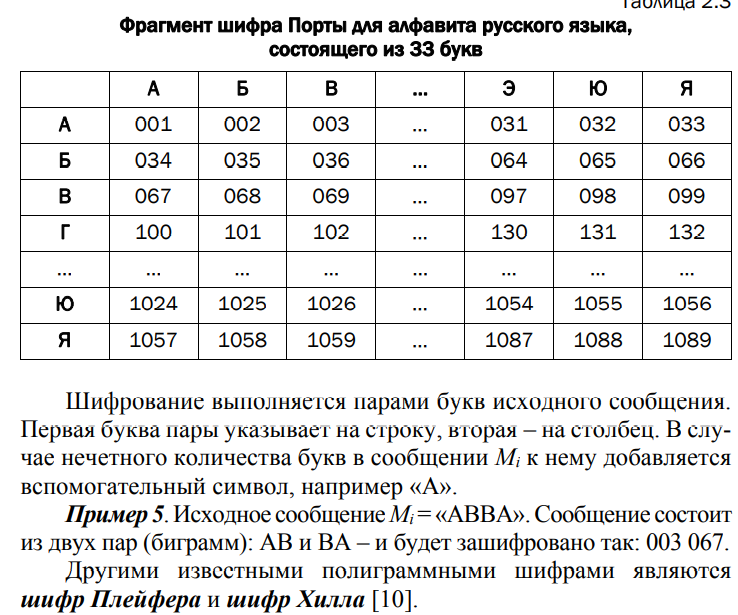 Таблица 2.3
Фрагмент шифра Порты для алфавита русского языка,
состоящего из 33 букв
А Б В ... Э Ю Я
А 001 002 003 ... 031 032 033
Б 034 035 036 ... 064 065 066
В 067 068 069 ... 097 098 099
Г 100 101 102 ... 130 131 132
... ... ... ... ... ... ... ...
Ю 1024 1025 1026 ... 1054 1055 1056
Я 1057 1058 1059 ... 1087 1088 1089
Шифрование выполняется парами букв исходного сообщения.
Первая буква пары указывает на строку, вторая – на столбец. В слу-
чае нечетного количества букв в сообщении Mi к нему добавляется
вспомогательный символ, например «А».
Пример 5. Исходное сообщение Mi = «АВВА». Сообщение состоит
из двух пар (биграмм): АВ и ВА – и будет зашифровано так: 003 067.
Другими известными полиграммными шифрами являются
шифр Плейфера и шифр Хилла [10].